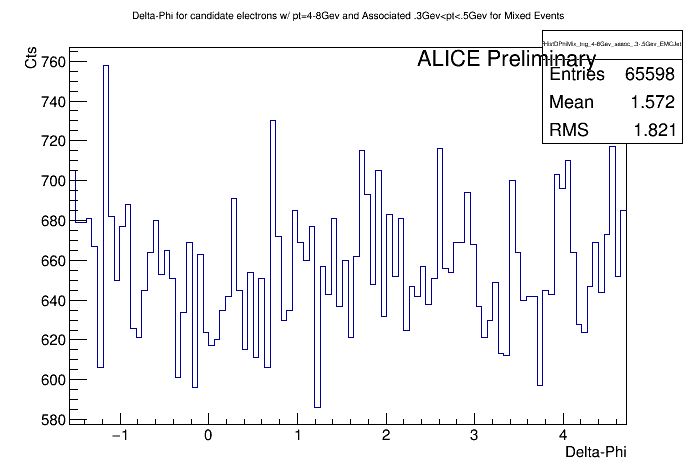 Delta-Phi for candidate electrons w/ pt=4-8Gev and Associated .3Gev<pt<.5Gev for Mixed Events
Cts
ALICE Preliminary
Entries 65598
Mean 1.572
RMS 1.821
760
740
720
700
680
660
640
620
600
580
−1 0 1 2 3 4
Delta-Phi